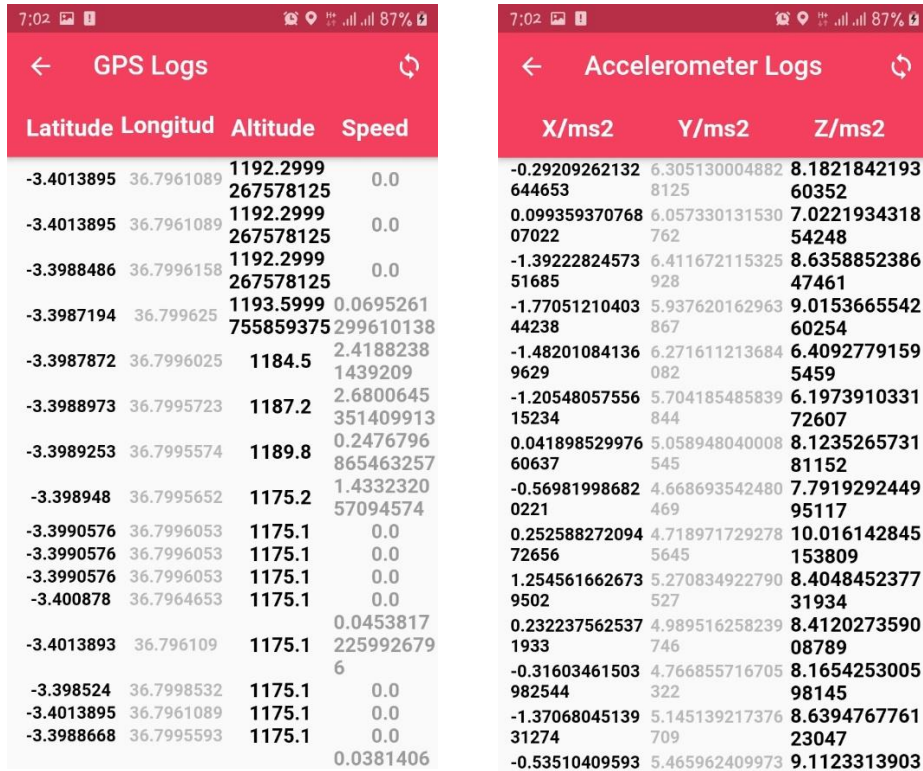 7:02 87%
GPS Logs
Latitude Longitud Altitude Speed
-3.4013895 36.7961089 1192.2999 0.0
267578125
-3.4013895 36.7961089 1192.2999 0.0
267578125
-3.3988486 36.7996158 1192.2999 0.0
267578125
-3.3987194 36.799625 1193.5999 0.0695261
755859375 299610138
-3.3987872 36.7996025 1184.5 2.4188238
1439209
-3.3988973 36.7995723 1187.2 2.6800645
351409913
-3.3989253 36.7995574 1189.8 0.2476796
865463257
-3.398948 36.7995652 1175.2 1.4332320
57094574
-3.3990576 36.7996053 1175.1 0.0
-3.3990576 36.7996053 1175.1 0.0
-3.3990576 36.7996053 1175.1 0.0
-3.400878 36.7964653 1175.1 0.0
0.0453817
-3.4013893 36.796109 1175.1 225992679
6
-3.398524 36.7998532 1175.1 0.0
-3.4013895 36.7961089 1175.1 0.0
-3.3988668 36.7995593 1175.1 0.0
0.0381406
7:02 87%
Accelerometer Logs
X/ms2 Y/ms2 Z/ms2
-0.29209262132 6.305130004882 8.1821842193
644653 8125 60352
0.099359370768 6.057330131530 7.0221934318
07022 762 54248
-1.39222824573 6.411672115325 8.6358852386
51685 928 47461
-1.77051210403 5.937620162963 9.0153665542
44238 867 60254
-1.48201084136 6.271611213684 6.4092779159
9629 082 5459
-1.20548057556 5.704185485839 6.1973910331
15234 844 72607
0.041898529976 5.058948040008 8.1235265731
60637 545 81152
-0.56981998682 4.668693542480 7.7919292449
0221 469 95117
0.252588272094 4.718971729278 10.016142845
72656 5645 153809
1.254561662673 5.270834922790 8.4048452377
9502 527 31934
0.232237562537 4.989516258239 8.4120273590
1933 746 08789
-0.31603461503 4.766855716705 8.1654253005
982544 322 98145
-1.37068045139 5.145139217376 8.6394767761
31274 709 23047
-0.53510409593 5.465962409973 9.1123313903